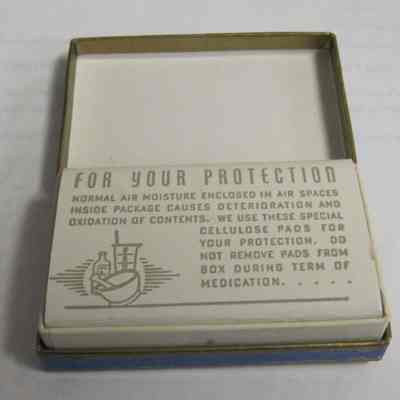 FOR YOUR PROTECTION
NORMAL AIR MOISTURE ENCLOSED IN AIR SPACES
INSIDE PACKAGE CAUSES DETERIORATION AND
OXIDATION OF CONTENTS. WE USE THESE SPECIAL
CELLULOSE PADS FOR
YOUR PROTECTION. DO
NOT REMOVE PADS FROM
BOX DURING TERM OF
MEDICATION. . . . .